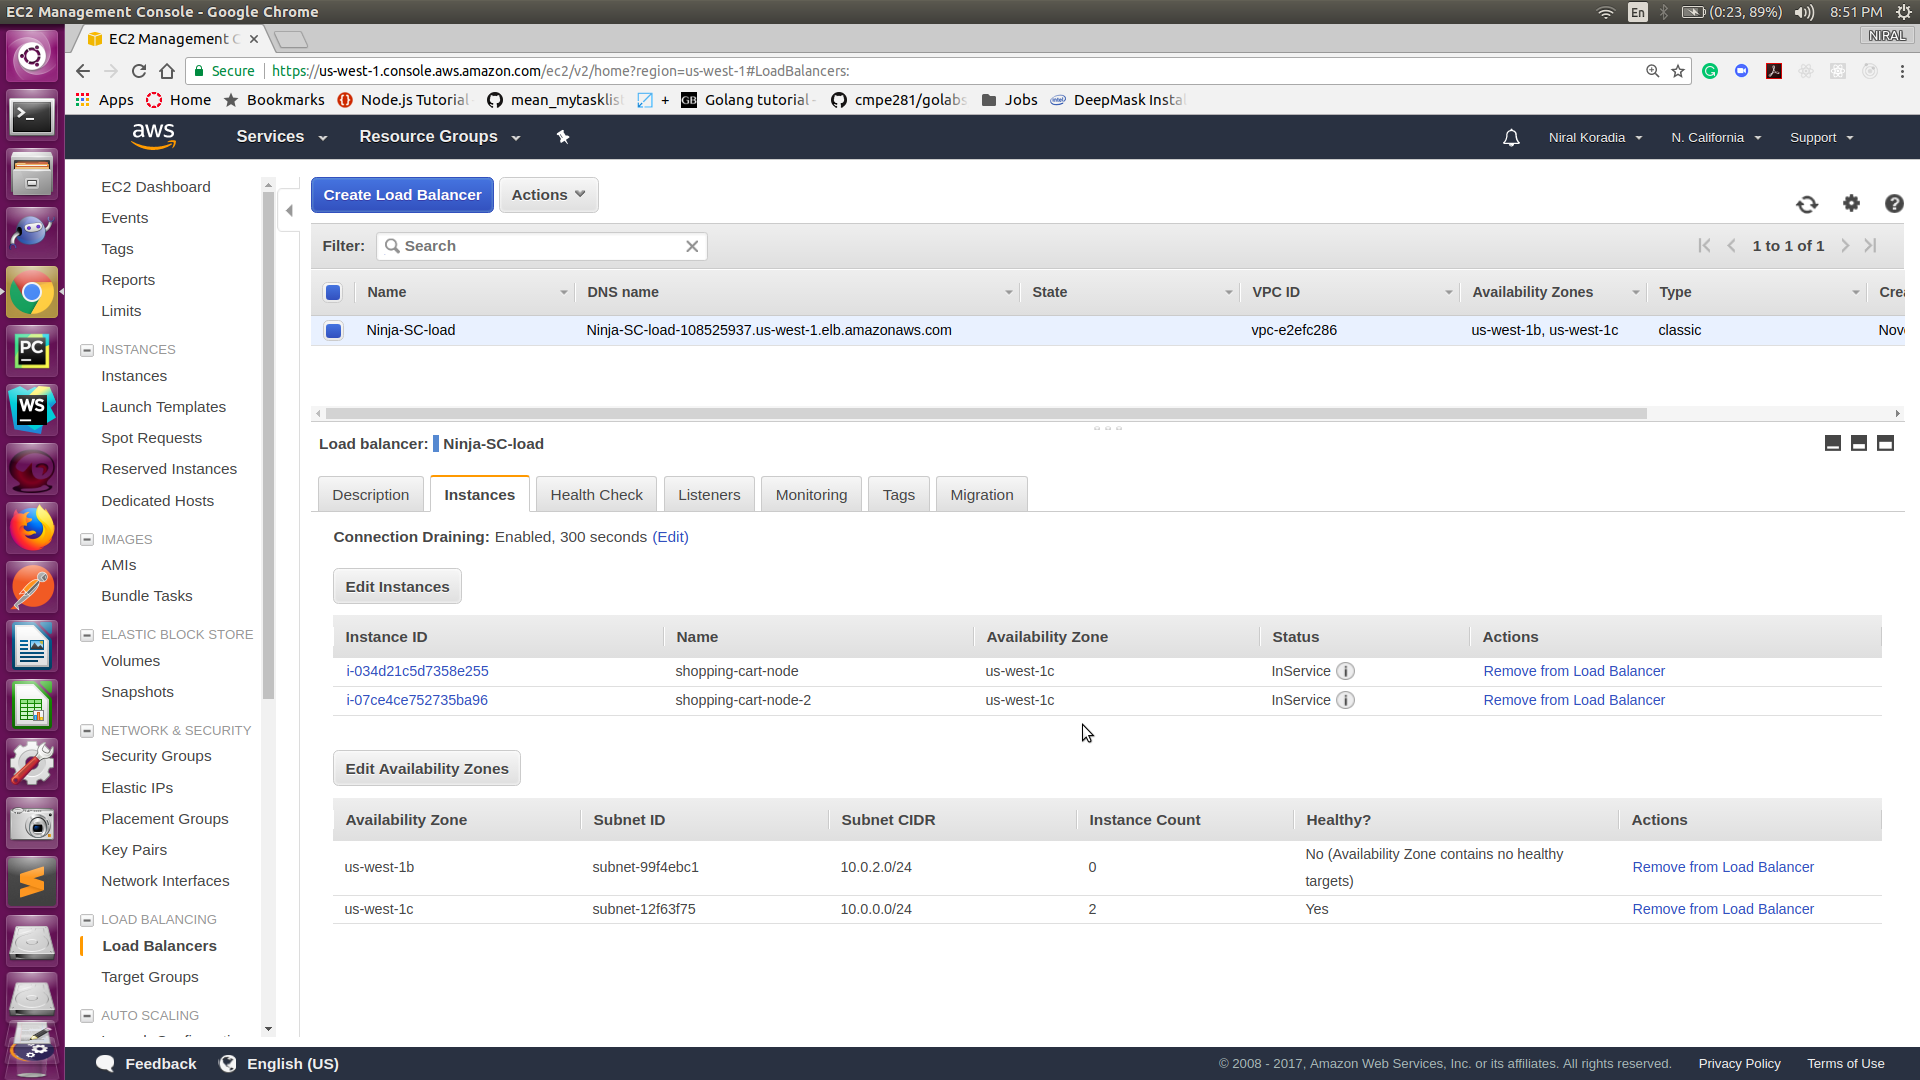 EC2 Management Console - Google Chrome
En
(0:23, 89%)
8:51 PM
EC2 Management C
NIRAL
Secure
https://us-west-1.console.aws.amazon.com/ec2/v2/home?region=us-west-1#LoadBalancers:
Apps
Home
Bookmarks
Node.js Tutorial
mean_mytasklis
+
GB
Golang tutorial -
cmpe281/golabs
Jobs
intel
DeepMask Insta
aws
Services
Resource Groups
Niral Koradia
N. California
Support
EC2 Dashboard
Events
Tags
Reports
Limits
INSTANCES
Instances
Launch Templates
Spot Requests
Reserved Instances
Dedicated Hosts
IMAGES
AMIs
Bundle Tasks
ELASTIC BLOCK STORE
Volumes
Snapshots
NETWORK & SECURITY
Security Groups
Elastic IPs
Placement Groups
Key Pairs
Network Interfaces
LOAD BALANCING
Load Balancers
Target Groups
AUTO SCALING
Create Load Balancer
Actions
Filter:
Search
1 to 1 of 1
Name
DNS name
State
VPC ID
Availability Zones
Type
Crea
Ninja-SC-load
Ninja-SC-load-108525937.us-west-1.elb.amazonaws.com
vpc-e2efc286
us-west-1b, us-west-1c
classic
Nove
Load balancer:
Ninja-SC-load
Description
Instances
Health Check
Listeners
Monitoring
Tags
Migration
Connection Draining: Enabled, 300 seconds (Edit)
Edit Instances
Instance ID
Name
Availability Zone
Status
Actions
i-034d21c5d7358e255
shopping-cart-node
us-west-1c
InService
Remove from Load Balancer
i-07ce4ce752735ba96
shopping-cart-node-2
us-west-1c
InService
Remove from Load Balancer
Edit Availability Zones
Availability Zone
Subnet ID
Subnet CIDR
Instance Count
Healthy?
Actions
us-west-1b
subnet-99f4ebc1
10.0.2.0/24
0
No (Availability Zone contains no healthy
targets)
Remove from Load Balancer
us-west-1c
subnet-12f63f75
10.0.0.0/24
2
Yes
Remove from Load Balancer
PC
WS
Feedback
English (US)
© 2008 - 2017, Amazon Web Services, Inc. or its affiliates. All rights reserved.
Privacy Policy
Terms of Use